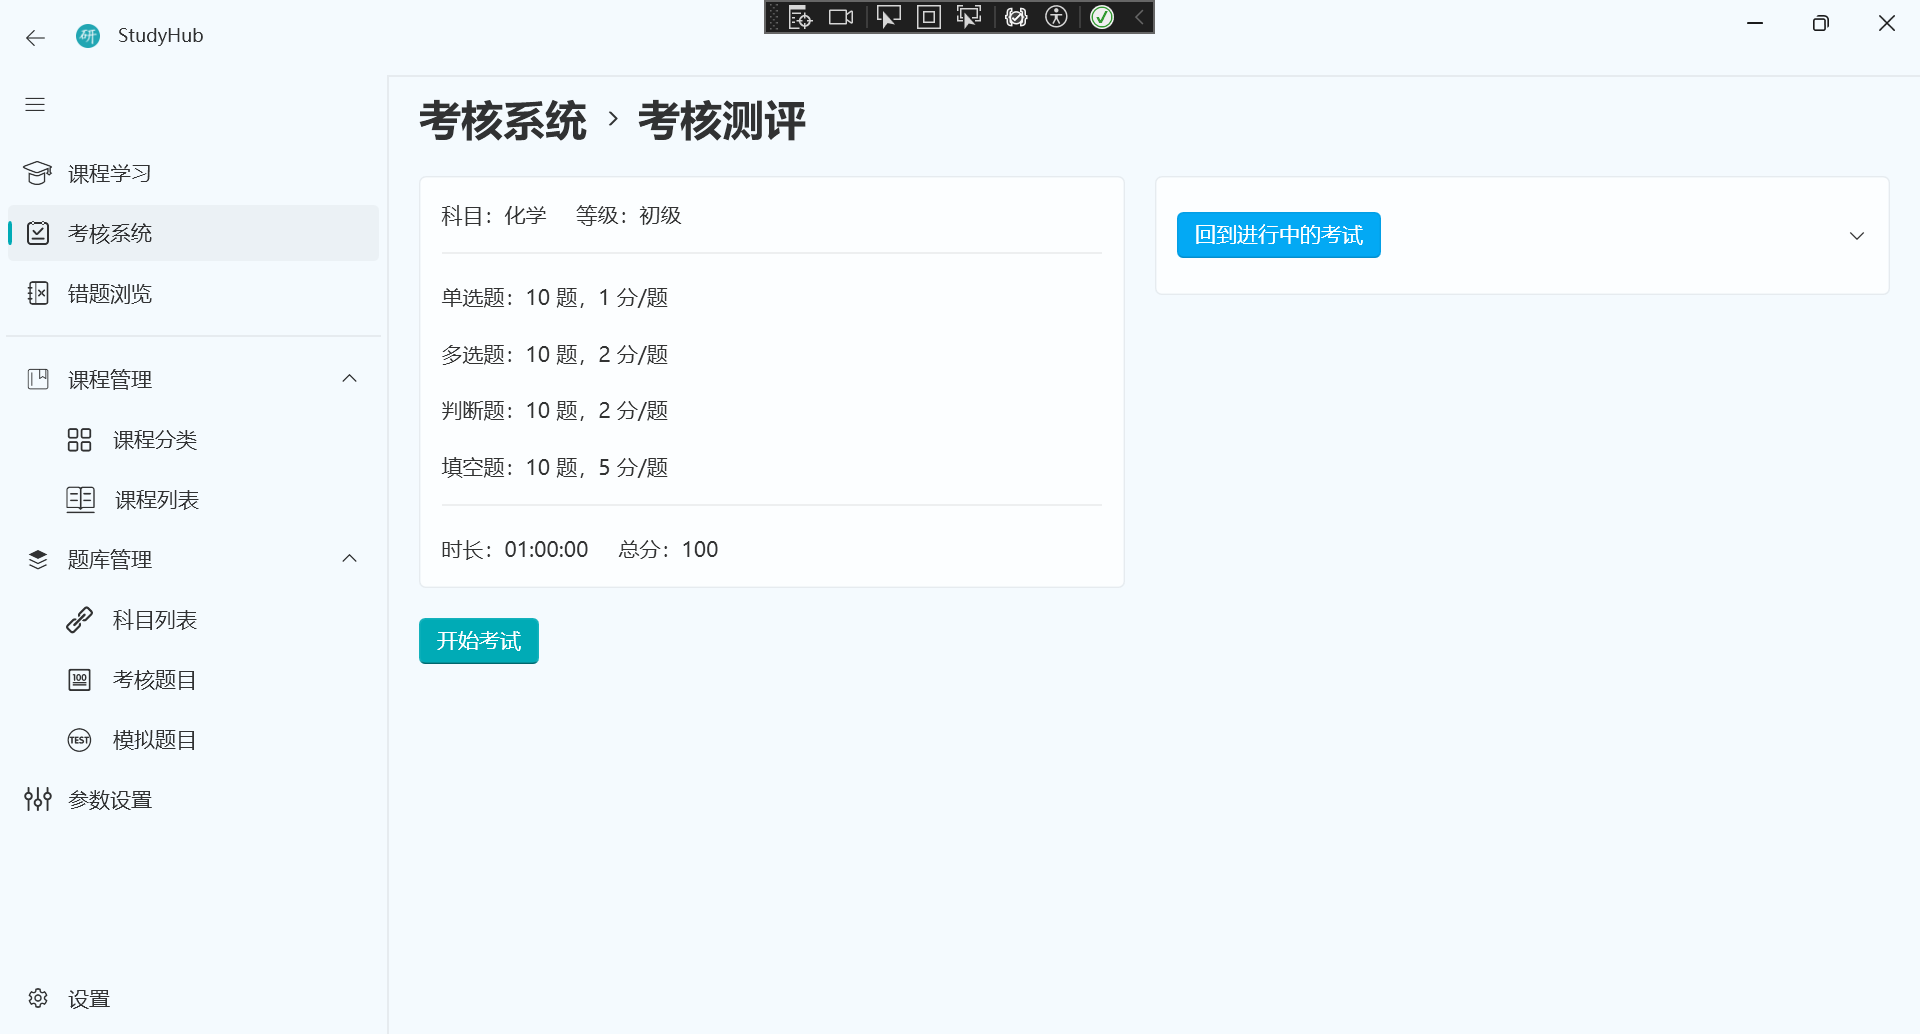 研 StudyHub
课程学习
考核系统
错题浏览
课程管理
课程分类
课程列表
题库管理
科目列表
100 考核题目
TEST 模拟题目
参数设置
设置
考核系统 › 考核测评
科目：化学 等级：初级
单选题：10 题，1 分/题
多选题：10 题，2 分/题
判断题：10 题，2 分/题
填空题：10 题，5 分/题
时长：01:00:00 总分：100
开始考试
回到进行中的考试